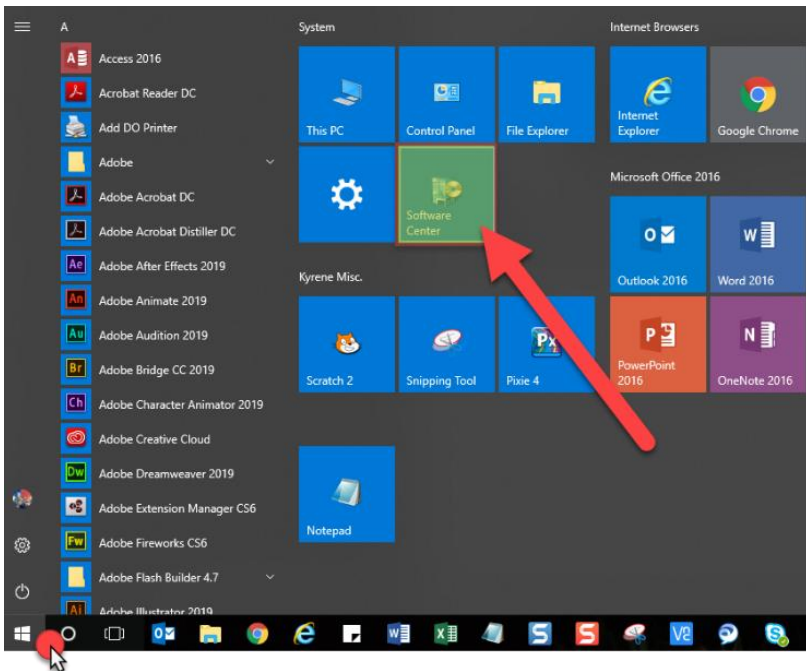 A
Access 2016
Acrobat Reader DC
Add DO Printer
Adobe
Adobe Acrobat DC
Adobe Acrobat Distiller DC
Adobe After Effects 2019
Adobe Animate 2019
Adobe Audition 2019
Adobe Bridge CC 2019
Adobe Character Animator 2019
Adobe Creative Cloud
Adobe Dreamweaver 2019
Adobe Extension Manager CS6
Adobe Fireworks CS6
Adobe Flash Builder 4.7
Adobe Illustrator 2019
System
This PC
Control Panel
File Explorer
Software
Center
Kyrene Misc.
Scratch 2
Snipping Tool
Pixie 4
Notepad
Internet Browsers
Internet
Explorer
Google Chrome
Microsoft Office 2016
Outlook 2016
Word 2016
PowerPoint
2016
OneNote 2016